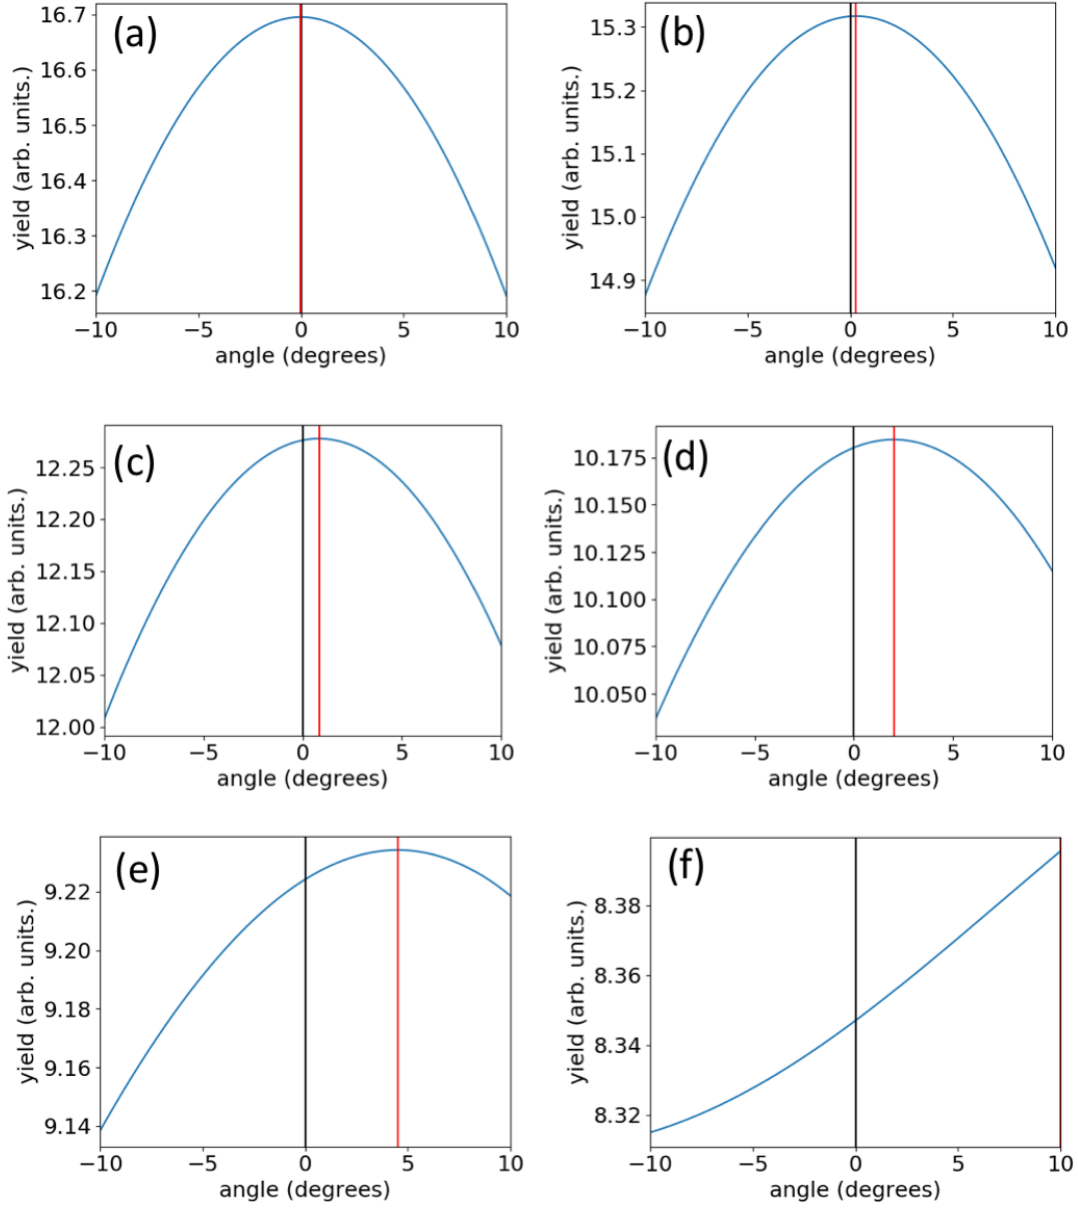 (a)
yield (arb. units.)
16.7
16.6
16.5
16.4
16.3
16.2
−10 −5 0 5 10
angle (degrees)
(b)
yield (arb. units.)
15.3
15.2
15.1
15.0
14.9
−10 −5 0 5 10
angle (degrees)
(c)
yield (arb. units.)
12.25
12.20
12.15
12.10
12.05
12.00
−10 −5 0 5 10
angle (degrees)
(d)
yield (arb. units.)
10.175
10.150
10.125
10.100
10.075
10.050
−10 −5 0 5 10
angle (degrees)
(e)
yield (arb. units.)
9.22
9.20
9.18
9.16
9.14
−10 −5 0 5 10
angle (degrees)
(f)
yield (arb. units.)
8.38
8.36
8.34
8.32
−10 −5 0 5 10
angle (degrees)